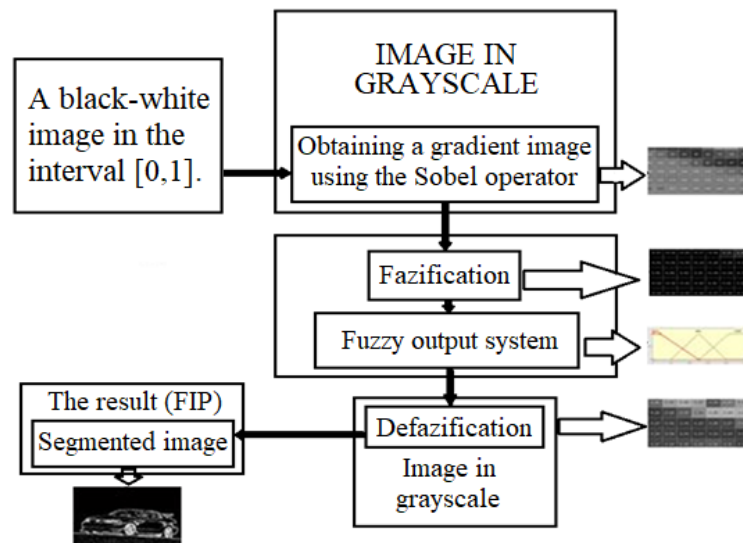 A black-white
image in the
interval [0,1].
IMAGE IN
GRAYSCALE
Obtaining a gradient image
using the Sobel operator
Fazification
Fuzzy output system
Defazification
Image in
grayscale
The result (FIP)
Segmented image